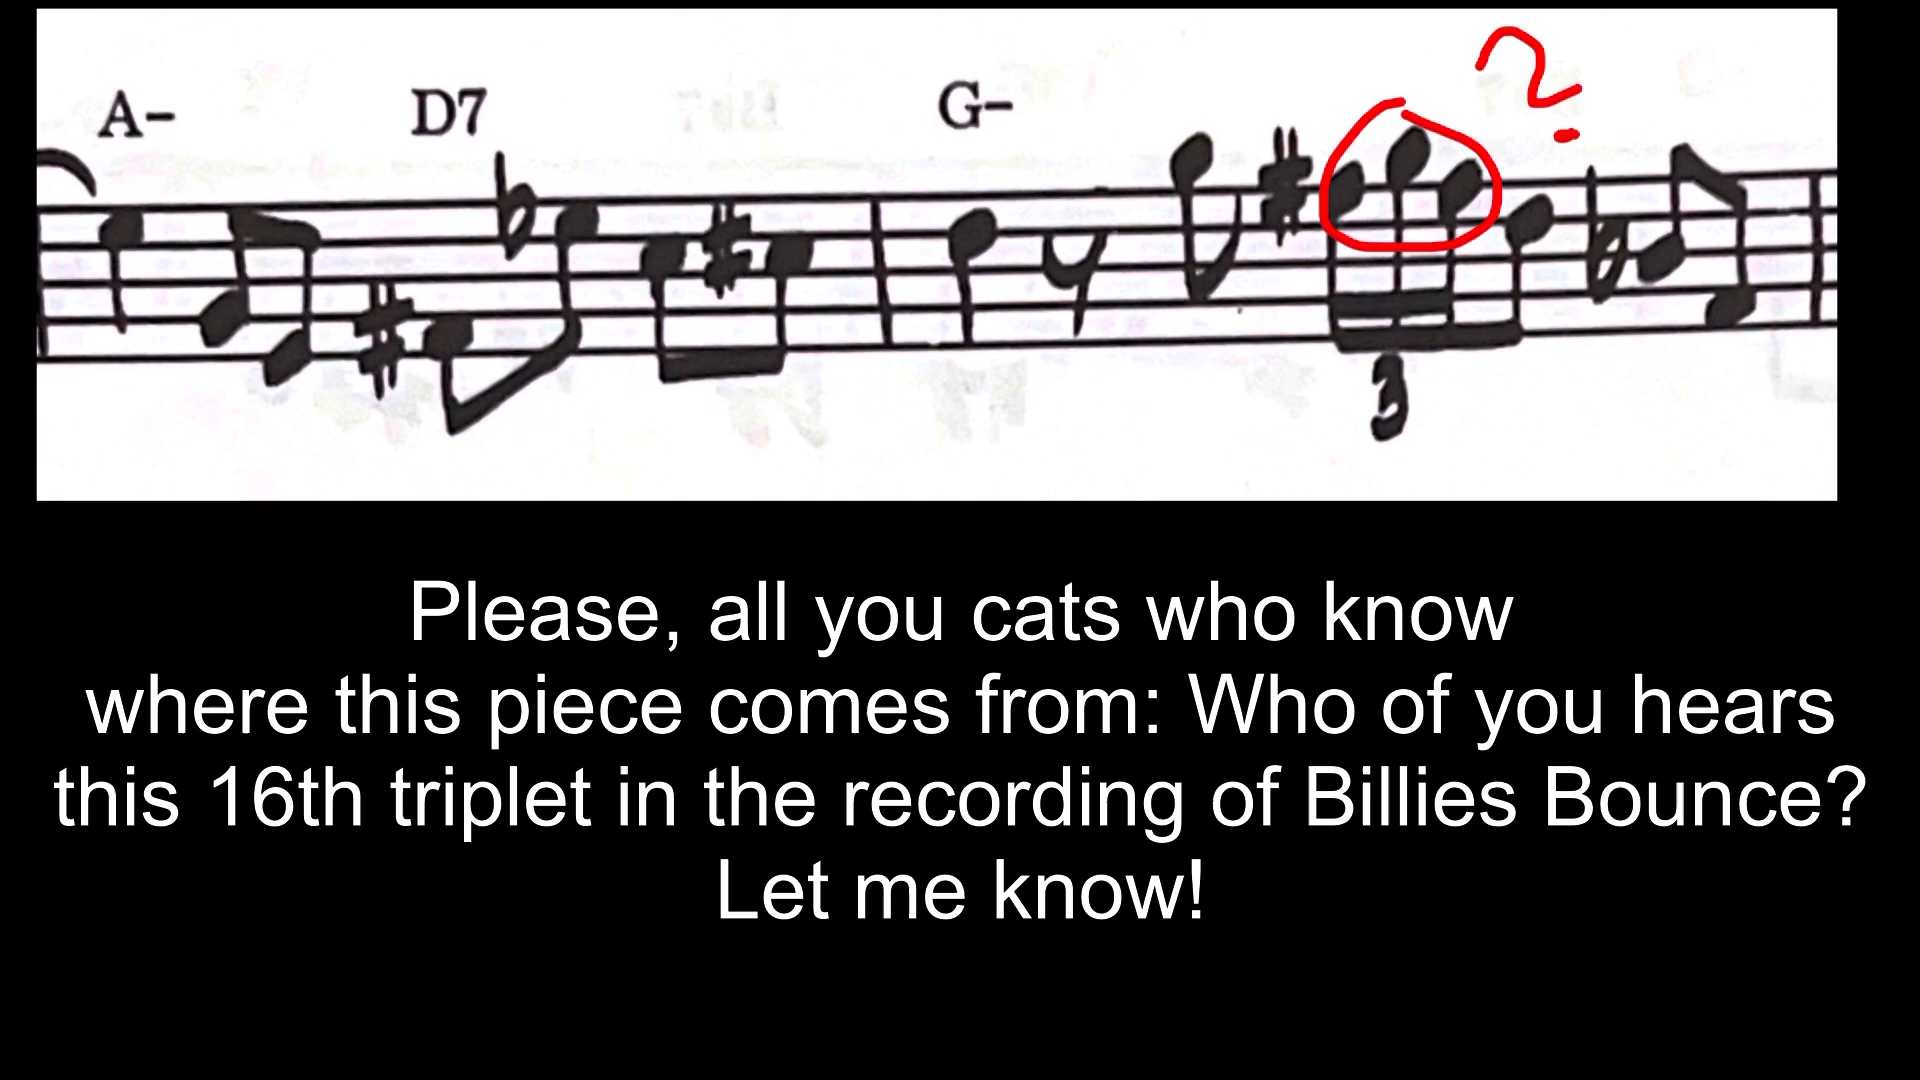 A– D7 G– ?
3
Please, all you cats who know
where this piece comes from: Who of you hears
this 16th triplet in the recording of Billies Bounce?
Let me know!